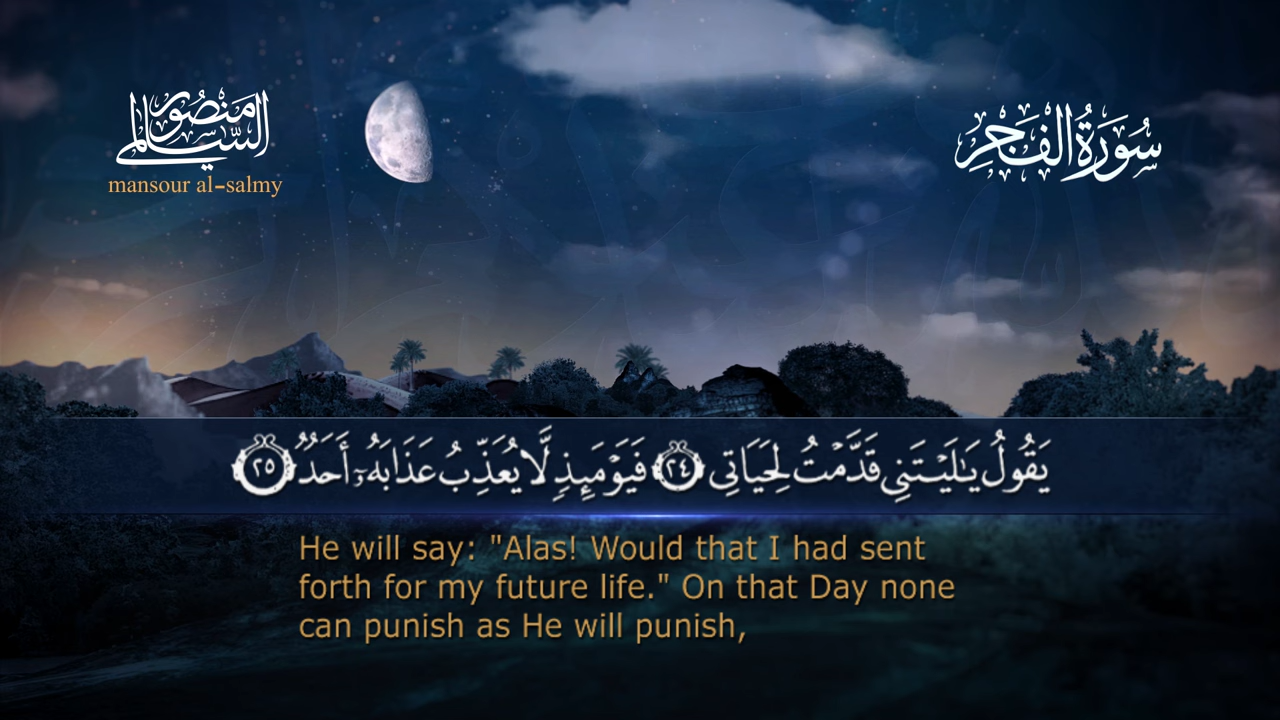 منصور السالمي
mansour al-salmy
سُورَةُ الفَجْرِ
يَقُولُ يَٰلَيْتَنِى قَدَّمْتُ لِحَيَاتِى ٢٤ فَيَوْمَئِذٍ لَّا يُعَذِّبُ عَذَابَهُۥٓ أَحَدٌ ٢٥
He will say: "Alas! Would that I had sent
forth for my future life." On that Day none
can punish as He will punish,